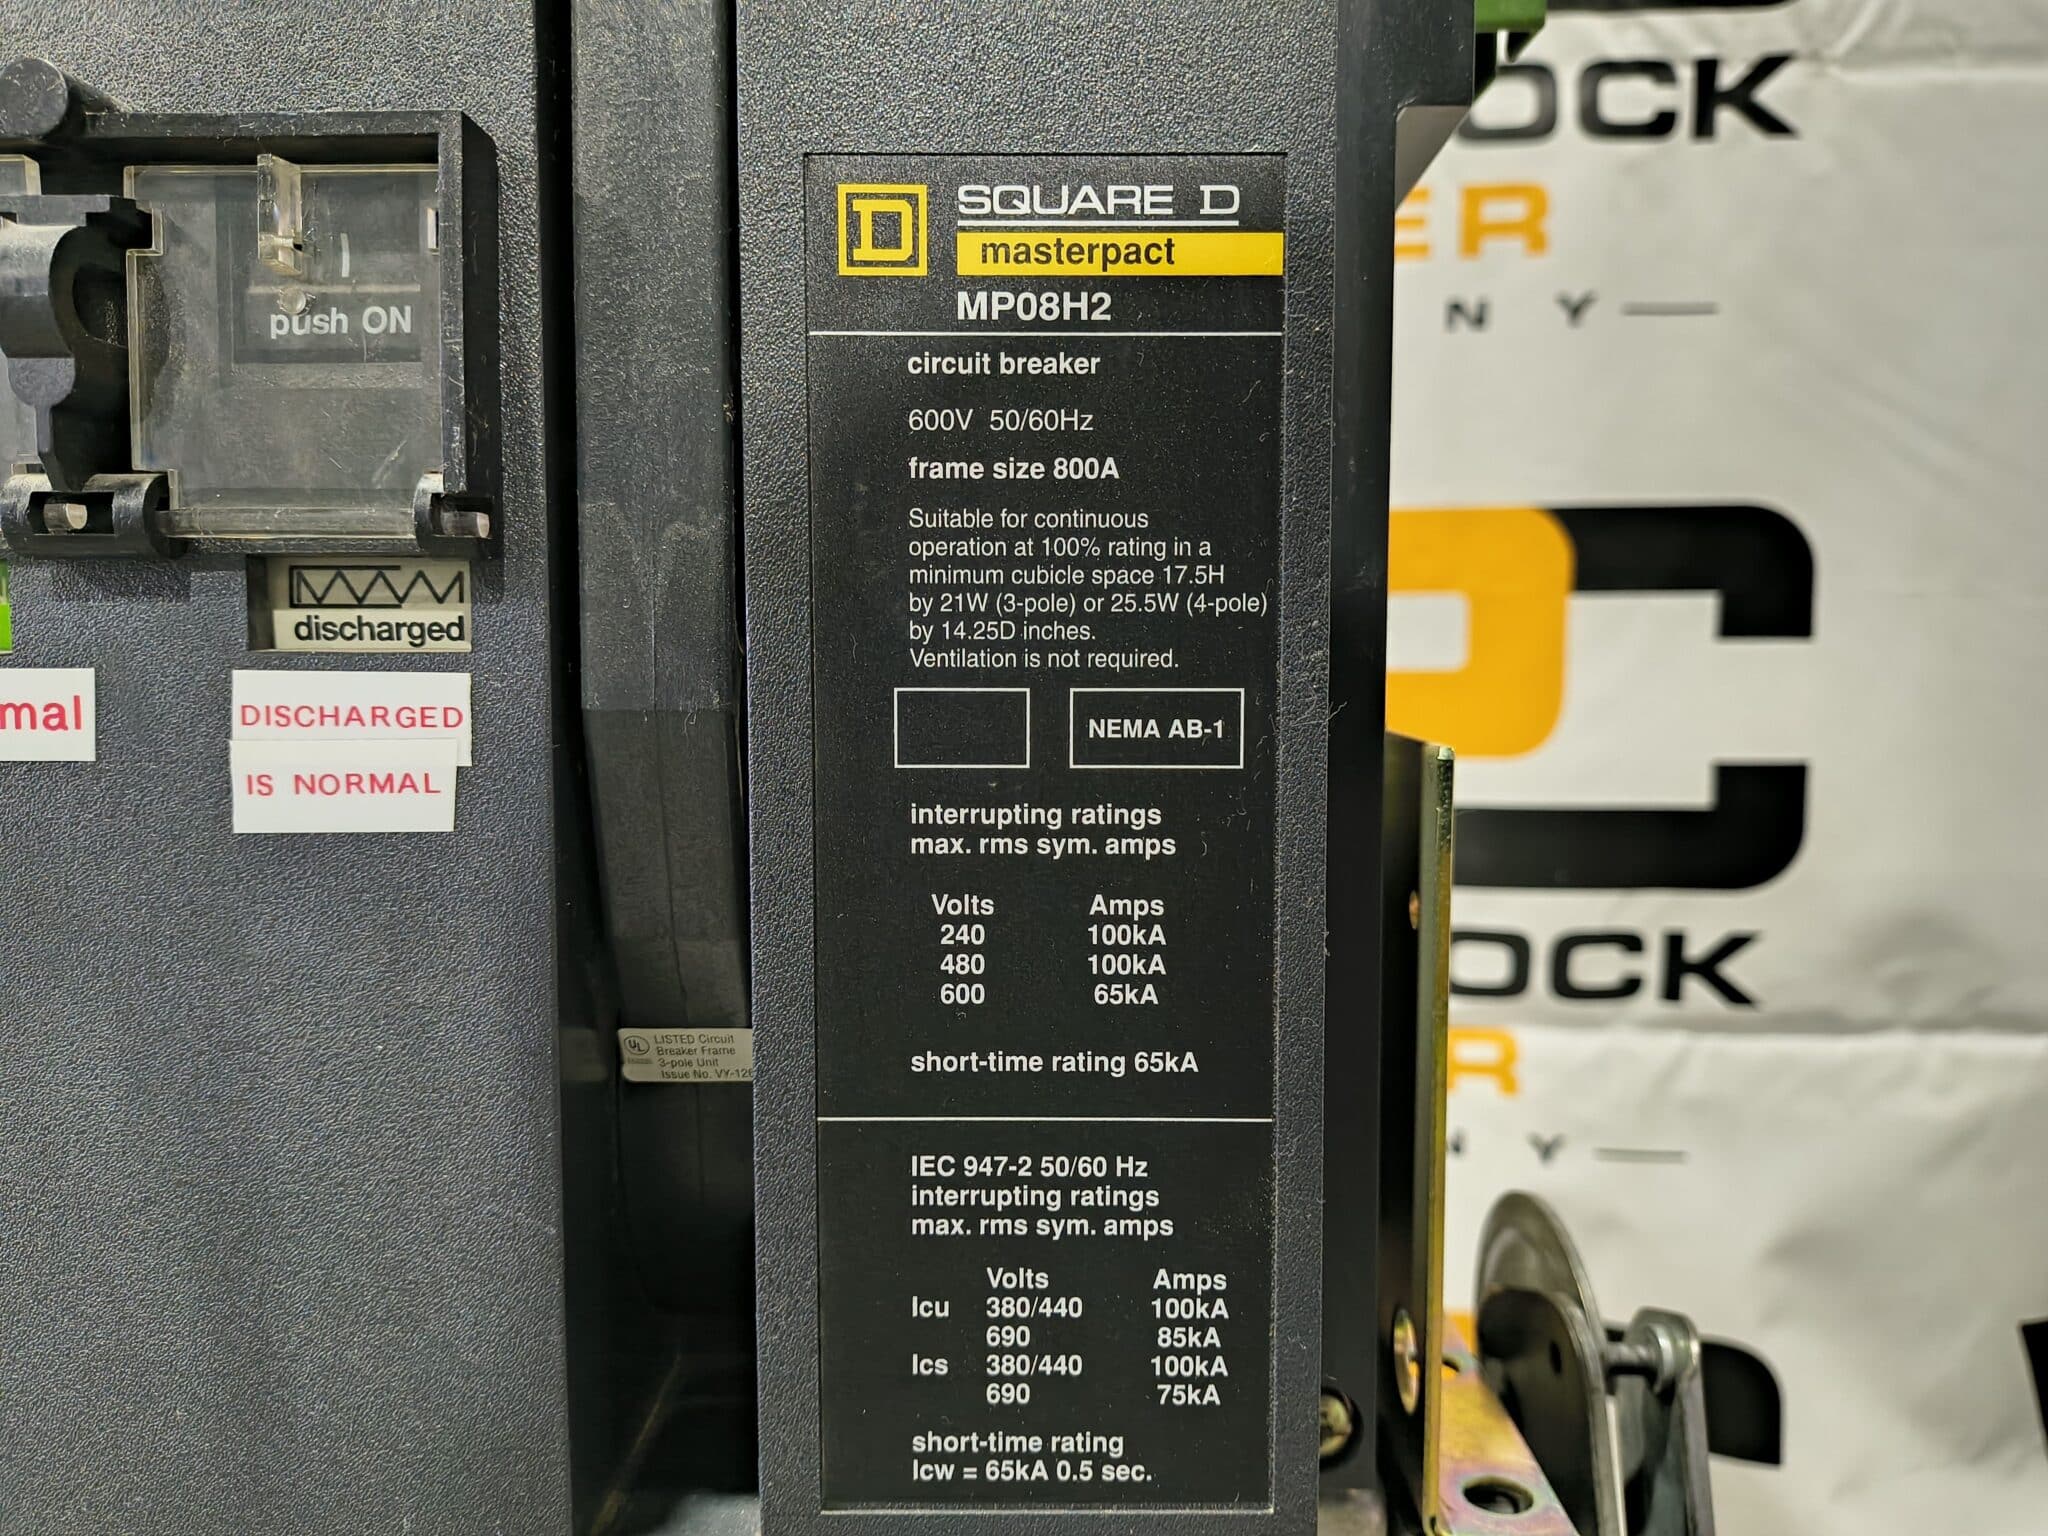 push ON
discharged
mal
DISCHARGED
IS NORMAL
UL
LISTED Circuit
Breaker Frame
3-pole Unit
Issue No. VY-126
D
SQUARE D
masterpact
MP08H2
circuit breaker
600V 50/60Hz
frame size 800A
Suitable for continuous
operation at 100% rating in a
minimum cubicle space 17.5H
by 21W (3-pole) or 25.5W (4-pole)
by 14.25D inches.
Ventilation is not required.
NEMA AB-1
interrupting ratings
max. rms sym. amps
Volts Amps
240 100kA
480 100kA
600 65kA
short-time rating 65kA
IEC 947-2 50/60 Hz
interrupting ratings
max. rms sym. amps
Volts Amps
Icu 380/440 100kA
690 85kA
Ics 380/440 100kA
690 75kA
short-time rating
Icw = 65kA 0.5 sec.
OCK
ER
N Y
OCK
R
Y